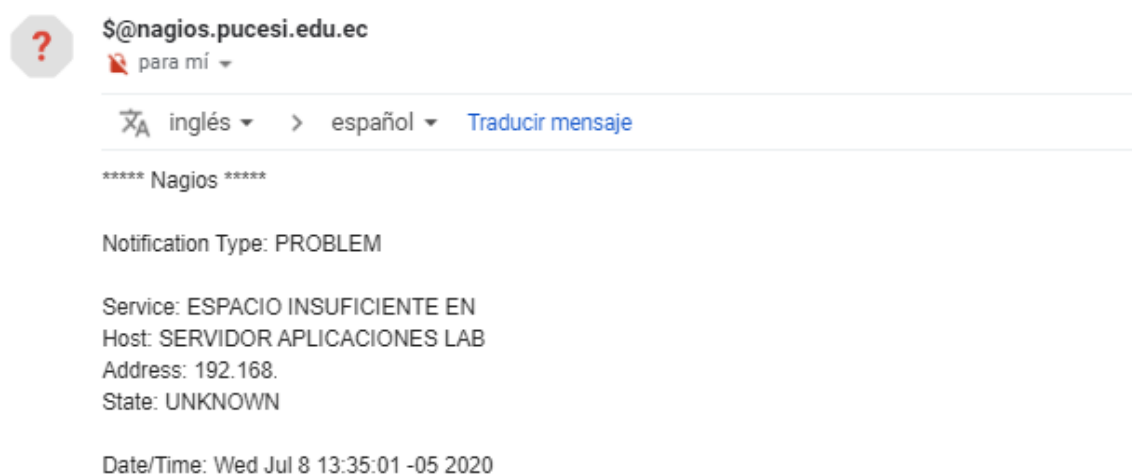 $@nagios.pucesi.edu.ec
para mí
inglés > español Traducir mensaje
***** Nagios *****
Notification Type: PROBLEM
Service: ESPACIO INSUFICIENTE EN
Host: SERVIDOR APLICACIONES LAB
Address: 192.168.
State: UNKNOWN
Date/Time: Wed Jul 8 13:35:01 -05 2020